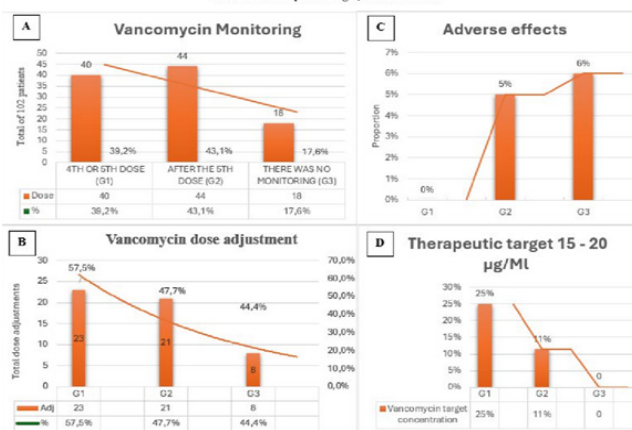 A
Vancomycin Monitoring
Total of 102 patients
50
45
40
35
30
25
20
15
10
5
0
40
44
18
39,2%
43,1%
17,6%
4TH OR 5TH DOSE (G1)
AFTER THE 5TH DOSE (G2)
THERE WAS NO MONITORING (G3)
Dose 40 44 18
% 39,2% 43,1% 17,6%
C
Adverse effects
Proportion
7%
6%
5%
4%
3%
2%
1%
0%
0%
5%
6%
G1 G2 G3
B
Vancomycin dose adjustment
Total dose adjustments
30
25
20
15
10
5
0
57,5%
47,7%
44,4%
23
21
8
70,0%
60,0%
50,0%
40,0%
30,0%
20,0%
10,0%
0,0%
G1 G2 G3
Adj 23 21 8
% 57,5% 47,7% 44,4%
D
Therapeutic target 15 - 20
µg/Ml
30%
25%
20%
15%
10%
5%
0%
25%
11%
0
G1 G2 G3
Vancomycin target concentration 25% 11% 0